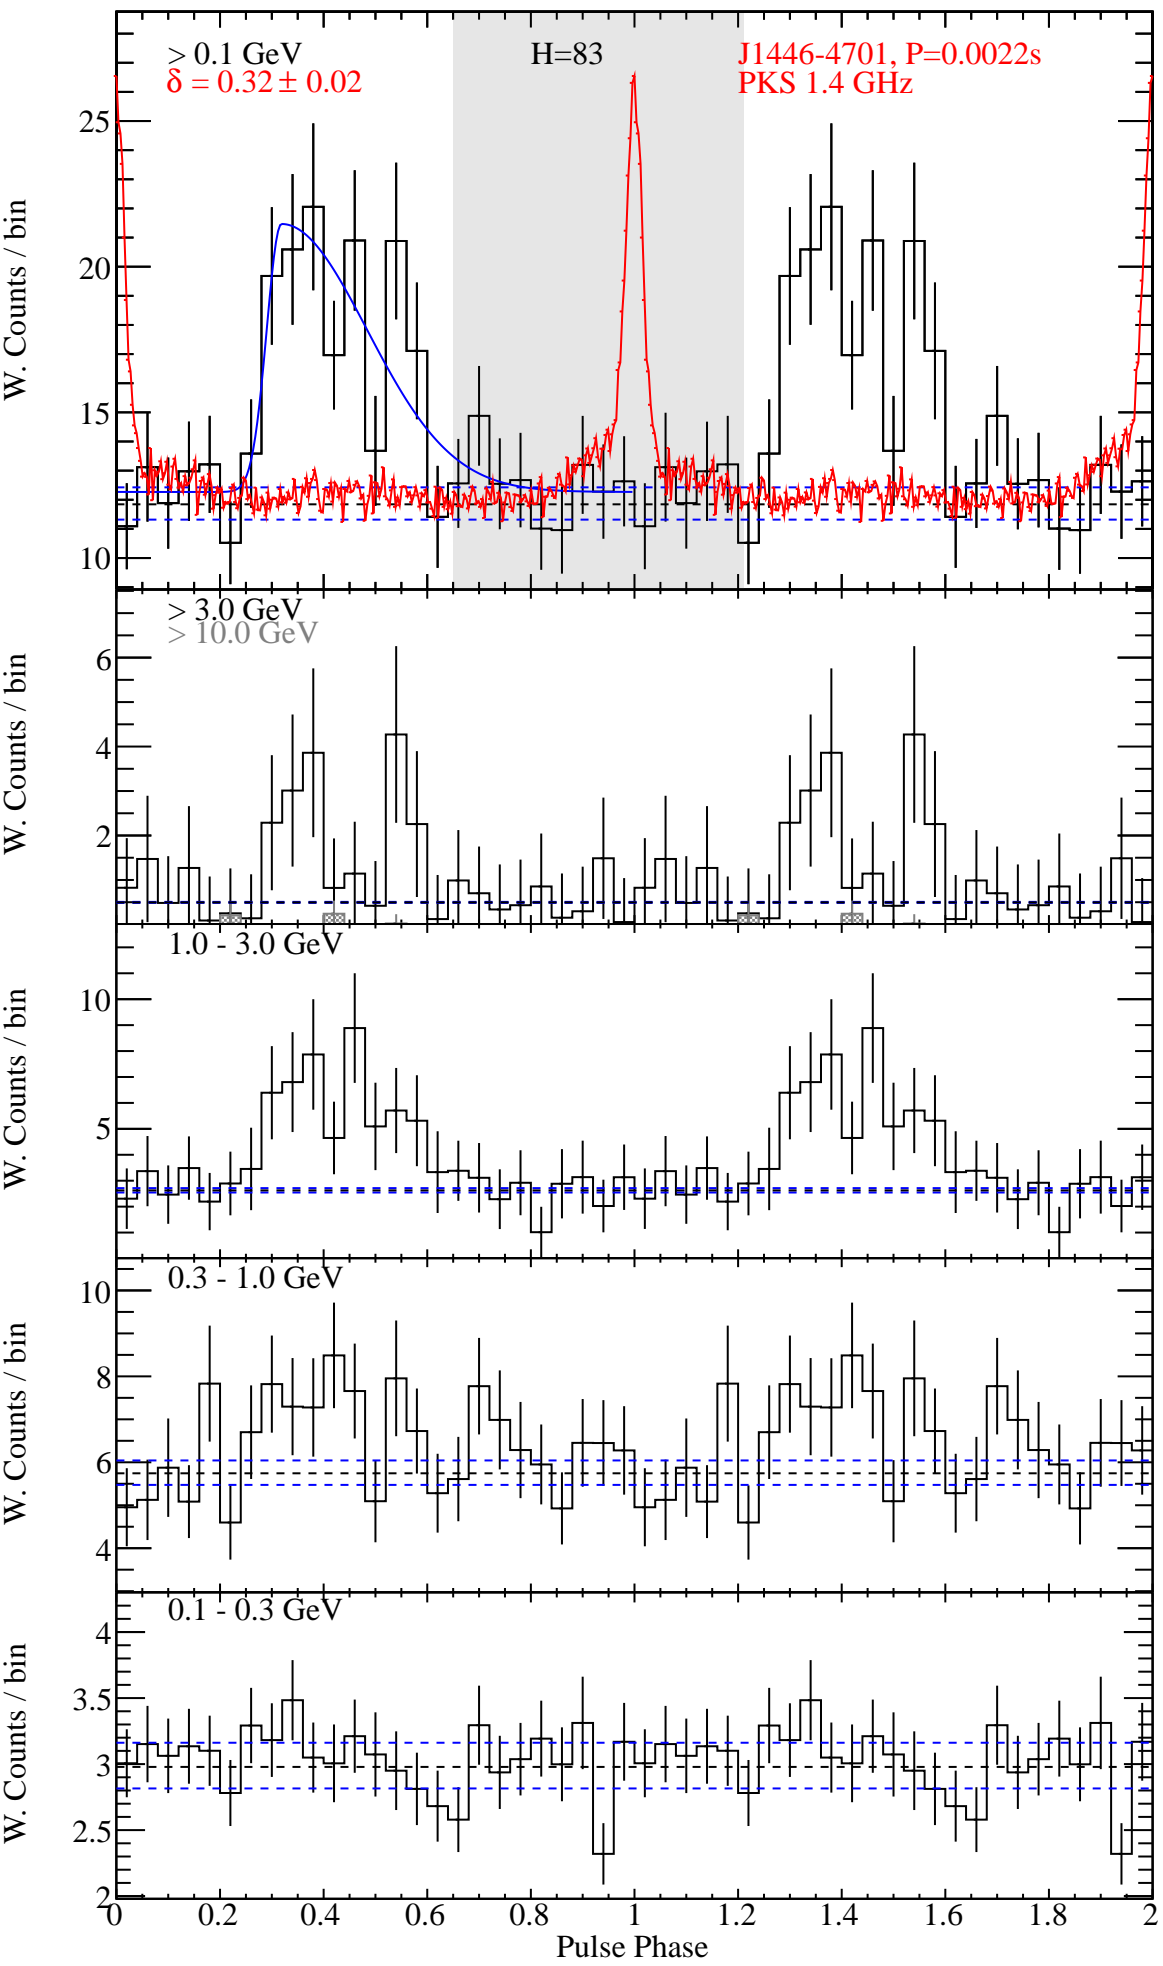 > 0.1 GeV
H=83
J1446-4701, P=0.0022s
δ = 0.32 ± 0.02
PKS 1.4 GHz
25
20
15
10
W. Counts / bin
> 3.0 GeV
> 10.0 GeV
6
4
2
W. Counts / bin
1.0 - 3.0 GeV
10
5
W. Counts / bin
0.3 - 1.0 GeV
10
8
6
4
W. Counts / bin
0.1 - 0.3 GeV
4
3.5
3
2.5
2
W. Counts / bin
0 0.2 0.4 0.6 0.8 1 1.2 1.4 1.6 1.8 2
Pulse Phase